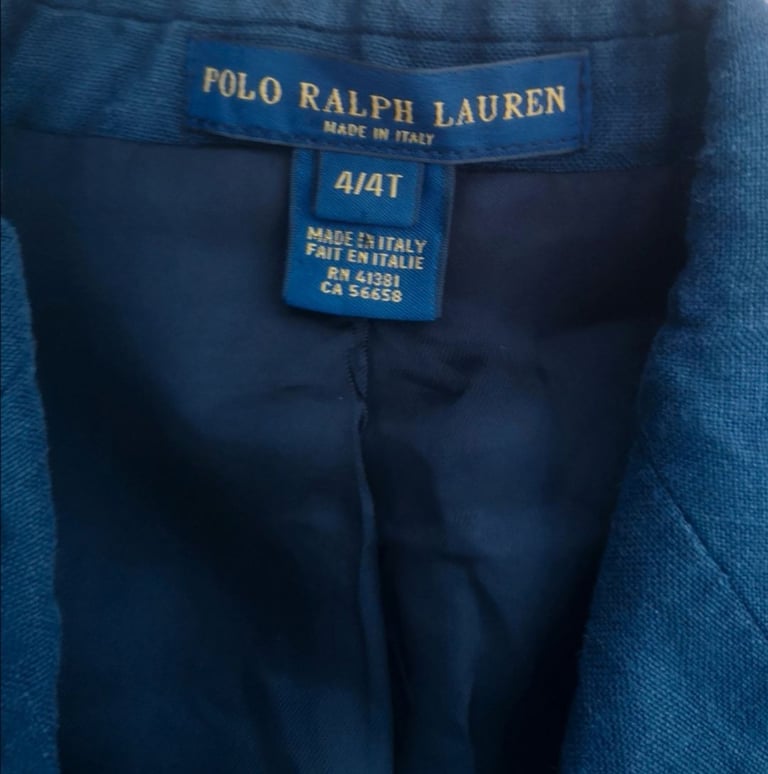 POLO RALPH LAUREN
MADE IN ITALY
4/4T
MADE IN ITALY
FAIT EN ITALIE
RN 41381
CA 56658